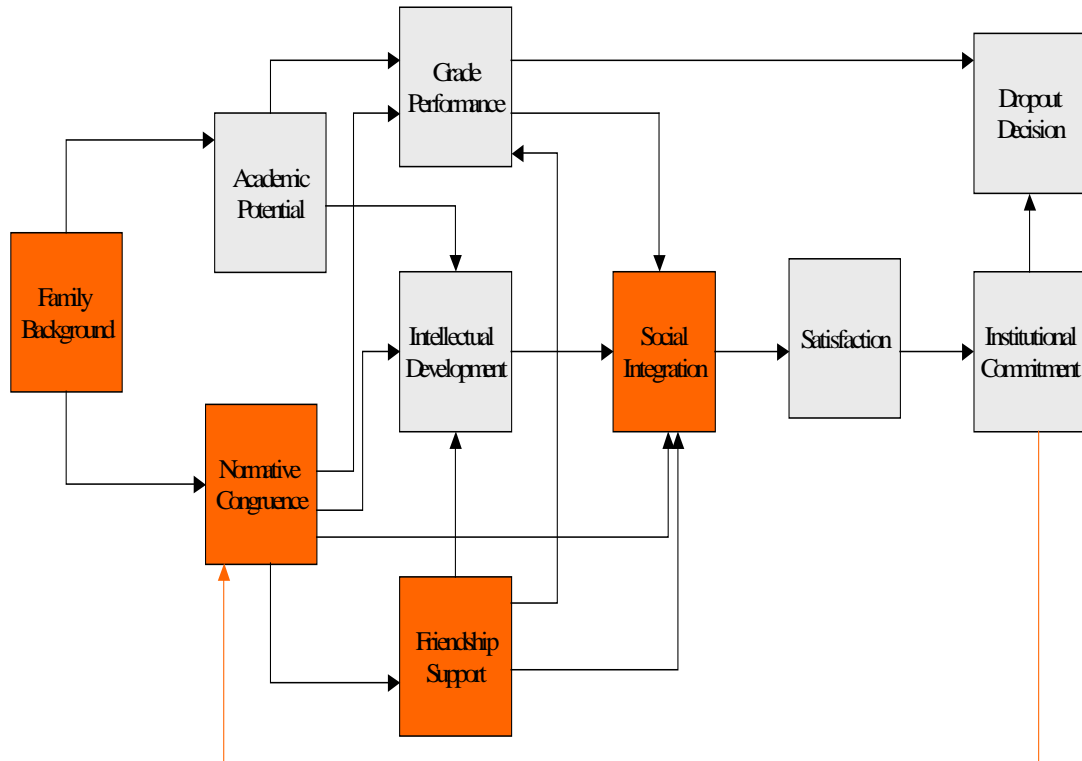 Grade
Performance
Dropout
Decision
Academic
Potential
Family
Background
Intellectual
Development
Social
Integration
Satisfaction
Institutional
Commitment
Normative
Congruence
Friendship
Support